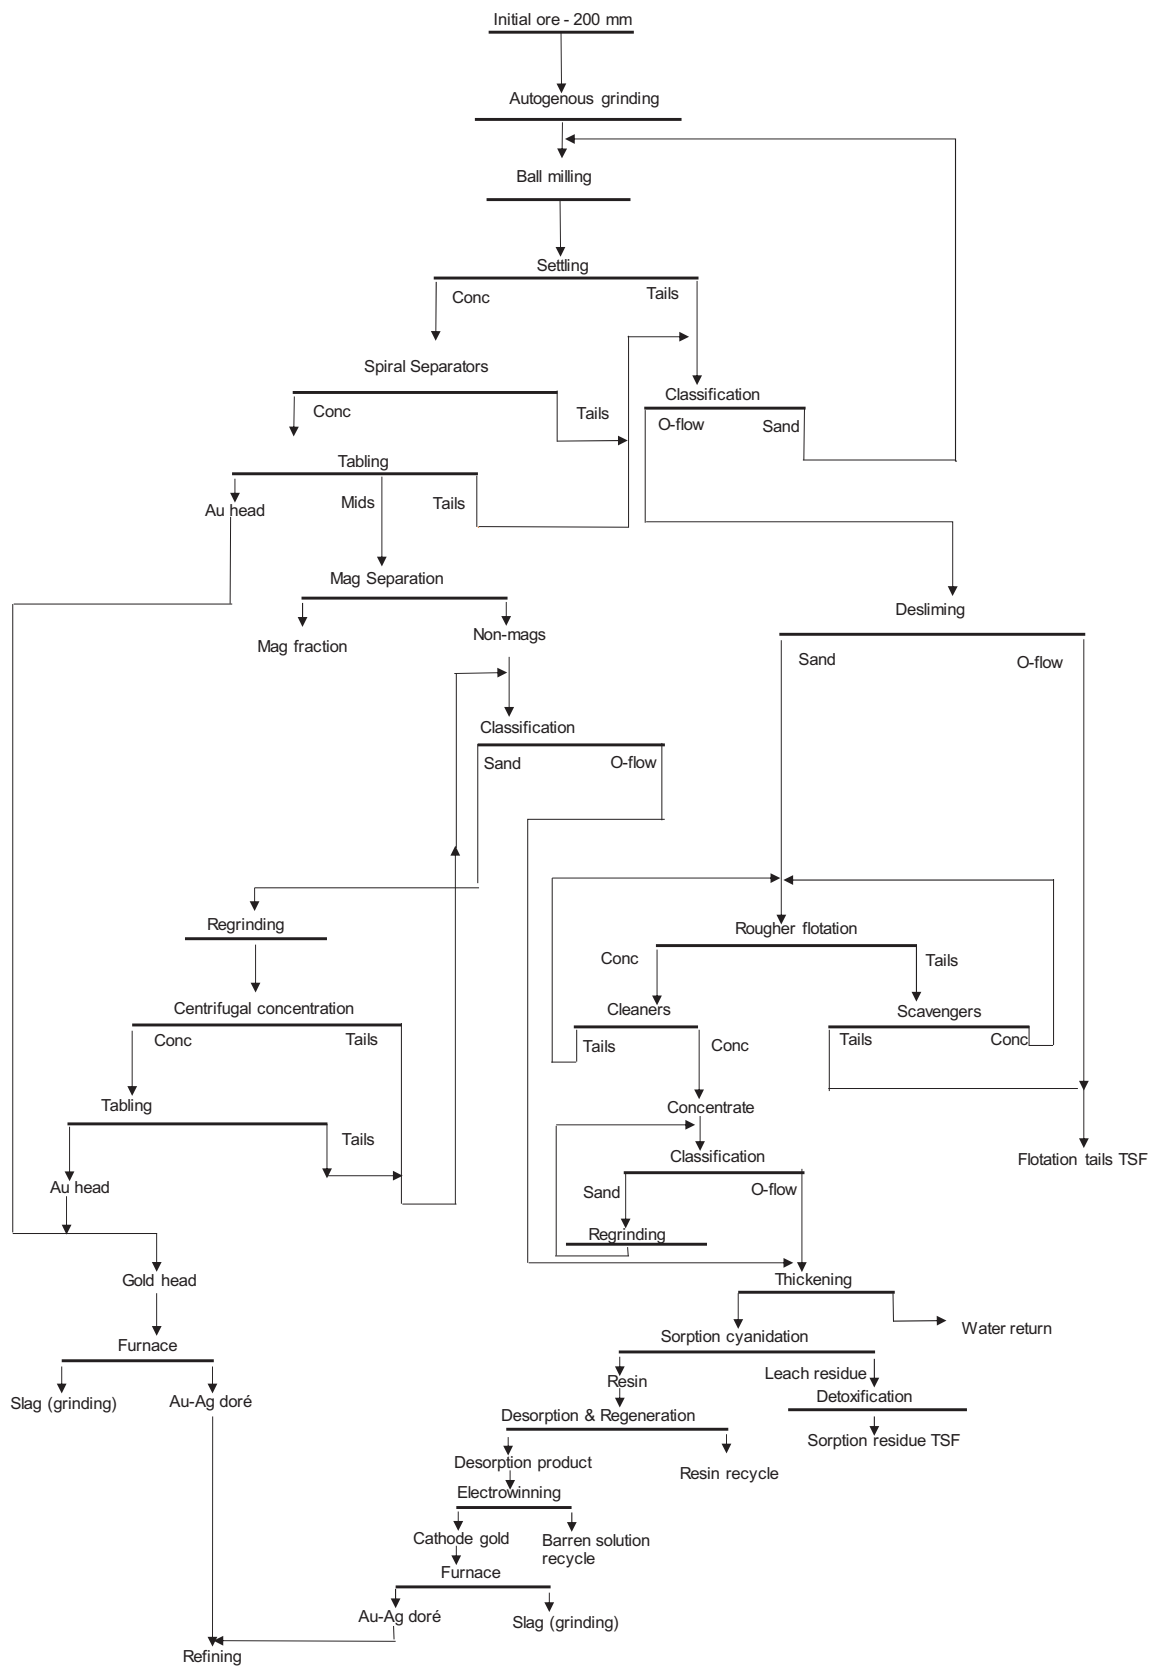 Initial ore - 200 mm
Autogenous grinding
Ball milling
Settling
Conc
Tails
Spiral Separators
Conc
Tails
Classification
O-flow
Sand
Tabling
Au head
Mids
Tails
Mag Separation
Mag fraction
Non-mags
Desliming
Sand
O-flow
Classification
Sand
O-flow
Regrinding
Rougher flotation
Conc
Tails
Centrifugal concentration
Conc
Tails
Cleaners
Tails
Conc
Scavengers
Tails
Conc
Tabling
Tails
Au head
Concentrate
Classification
Sand
O-flow
Regrinding
Flotation tails TSF
Gold head
Thickening
Water return
Furnace
Slag (grinding)
Au-Ag doré
Sorption cyanidation
Resin
Leach residue
Detoxification
Sorption residue TSF
Desorption & Regeneration
Desorption product
Resin recycle
Electrowinning
Cathode gold
Barren solution
recycle
Furnace
Au-Ag doré
Slag (grinding)
Refining